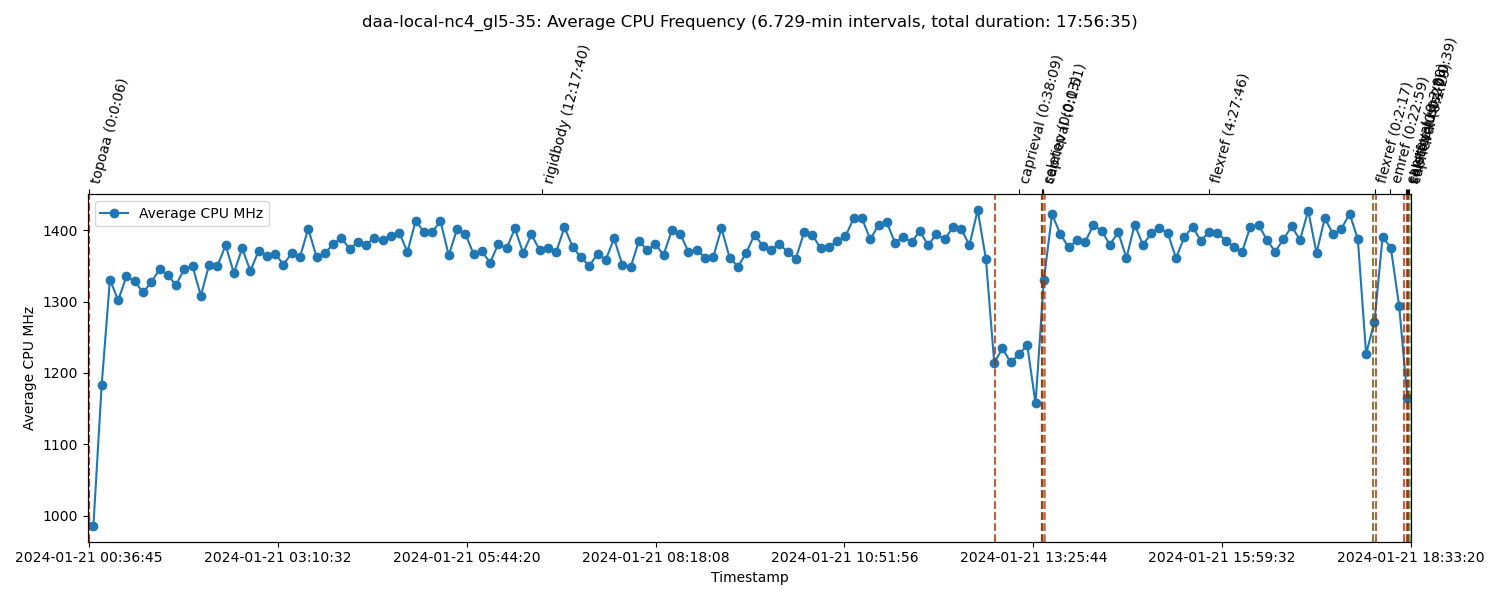 daa-local-nc4_gl5-35: Average CPU Frequency (6.729-min intervals, total duration: 17:56:35)
topoaa (0:0:06)
rigidbody (12:17:40)
caprieval (0:38:09)
flexref (4:27:46)
flexref (0:2:17)
emref (0:22:59)
Average CPU MHz
1400
1300
1200
1100
1000
Average CPU MHz
2024-01-21 00:36:45
2024-01-21 03:10:32
2024-01-21 05:44:20
2024-01-21 08:18:08
2024-01-21 10:51:56
2024-01-21 13:25:44
2024-01-21 15:59:32
2024-01-21 18:33:20
Timestamp